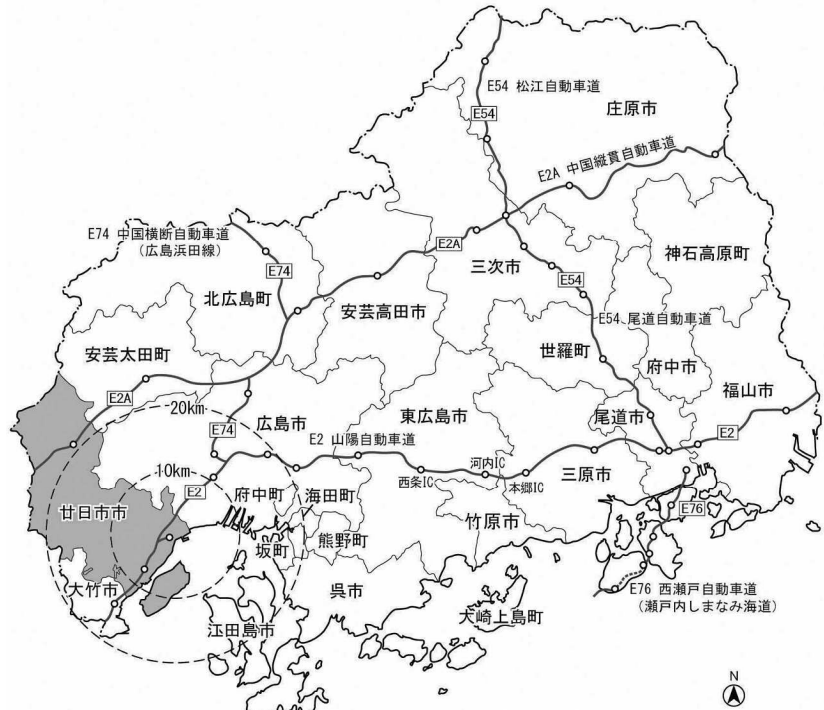 E54 松江自動車道
庄原市
E54
E2A 中国縦貫自動車道
E74 中国横断自動車道
（広島浜田線）
E2A
三次市
神石高原町
E74
北広島町
安芸高田市
E54
E54 尾道自動車道
安芸太田町
世羅町
府中市
福山市
E2A
20km
広島市
東広島市
尾道市
E74
E2 山陽自動車道
E2
河内IC
西条IC
本郷IC
三原市
10km
E2
府中町
海田町
廿日市市
竹原市
E76
坂町
熊野町
大竹市
呉市
E76 西瀬戸自動車道
（瀬戸内しまなみ海道）
大崎上島町
江田島市
N